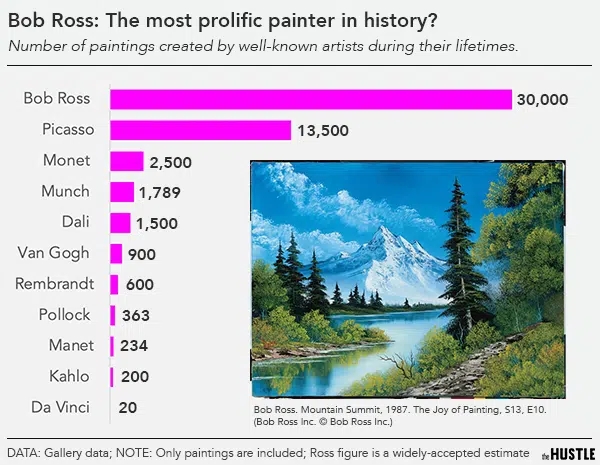 Bob Ross: The most prolific painter in history?
Number of paintings created by well-known artists during their lifetimes.
Bob Ross 30,000
Picasso 13,500
Monet 2,500
Munch 1,789
Dali 1,500
Van Gogh 900
Rembrandt 600
Pollock 363
Manet 234
Kahlo 200
Da Vinci 20
Bob Ross. Mountain Summit, 1987. The Joy of Painting, S13, E10.
(Bob Ross Inc. © Bob Ross Inc.)
DATA: Gallery data; NOTE: Only paintings are included; Ross figure is a widely-accepted estimate the HUSTLE